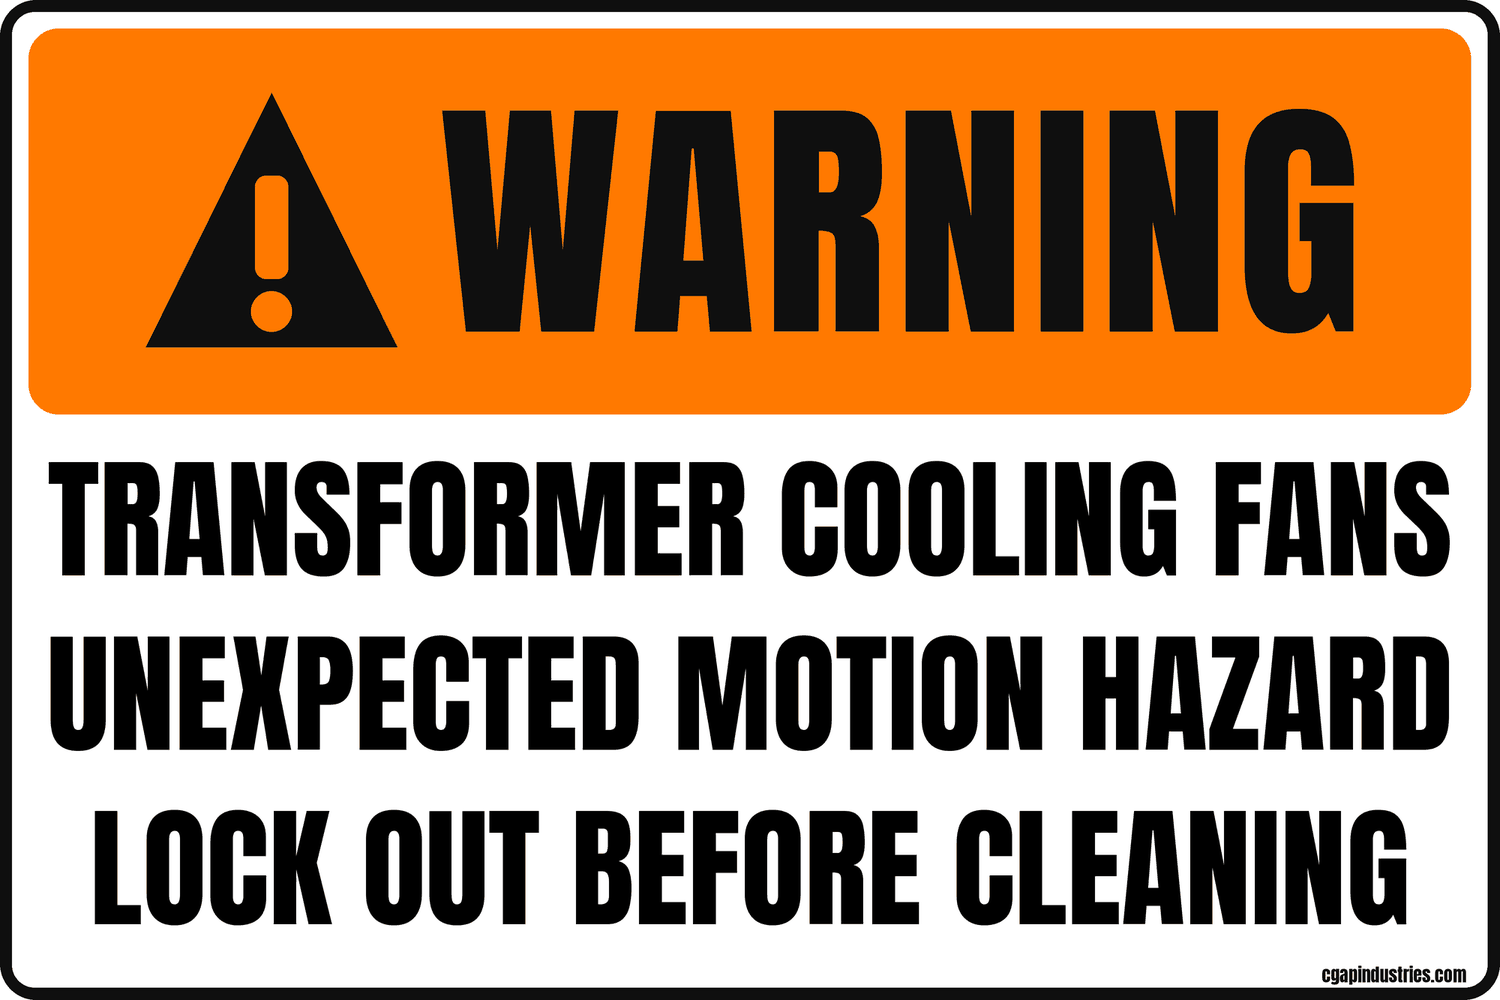 WARNING
TRANSFORMER COOLING FANS
UNEXPECTED MOTION HAZARD
LOCK OUT BEFORE CLEANING
cgapindustries.com